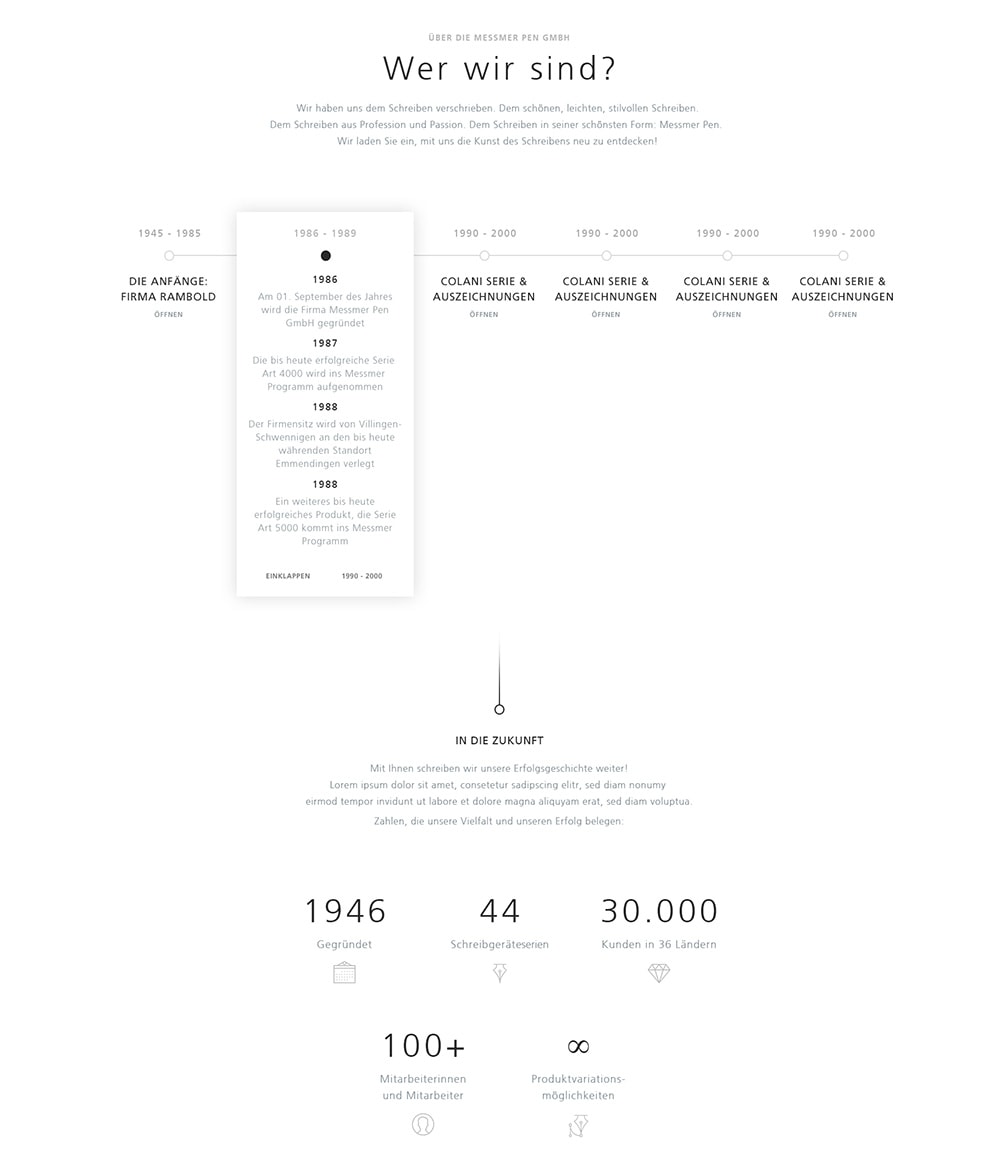 ÜBER DIE MESSMER PEN GMBH
Wer wir sind?
Wir haben uns dem Schreiben verschrieben. Dem schönen, leichten, stilvollen Schreiben.
Dem Schreiben aus Profession und Passion. Dem Schreiben in seiner schönsten Form: Messmer Pen.
Wir laden Sie ein, mit uns die Kunst des Schreibens neu zu entdecken!
1945 - 1985
DIE ANFÄNGE:
FIRMA RAMBOLD
ÖFFNEN
1986 - 1989
1986
Am 01. September des Jahres
wird die Firma Messmer Pen
GmbH gegründet
1987
Die bis heute erfolgreiche Serie
Art 4000 wird ins Messmer
Programm aufgenommen
1988
Der Firmensitz wird von Villingen-
Schwennigen an den bis heute
währenden Standort
Emmendingen verlegt
1988
Ein weiteres bis heute
erfolgreiches Produkt, die Serie
Art 5000 kommt ins Messmer
Programm
EINKLAPPEN
1990 - 2000
1990 - 2000
COLANI SERIE &
AUSZEICHNUNGEN
ÖFFNEN
1990 - 2000
COLANI SERIE &
AUSZEICHNUNGEN
ÖFFNEN
1990 - 2000
COLANI SERIE &
AUSZEICHNUNGEN
ÖFFNEN
1990 - 2000
COLANI SERIE &
AUSZEICHNUNGEN
ÖFFNEN
IN DIE ZUKUNFT
Mit Ihnen schreiben wir unsere Erfolgsgeschichte weiter!
Lorem ipsum dolor sit amet, consetetur sadipscing elitr, sed diam nonumy
eirmod tempor invidunt ut labore et dolore magna aliquyam erat, sed diam voluptua.
Zahlen, die unsere Vielfalt und unseren Erfolg belegen:
1946
Gegründet
44
Schreibgeräteserien
30.000
Kunden in 36 Ländern
100+
Mitarbeiterinnen
und Mitarbeiter
∞
Produktvariations-
möglichkeiten